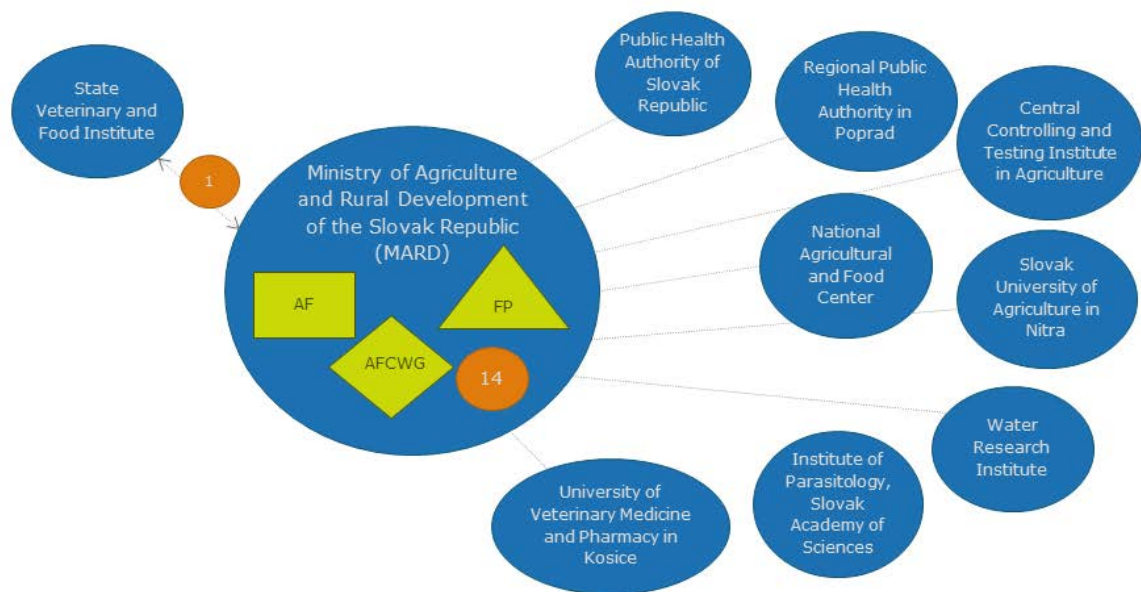 State
Veterinary and
Food Institute
1
Ministry of Agriculture
and Rural Development
of the Slovak Republic
(MARD)
AF
FP
AFCWG
14
Public Health
Authority of
Slovak
Republic
Regional Public
Health
Authority in
Poprad
Central
Controlling and
Testing Institute
in Agriculture
National
Agricultural
and Food
Center
Slovak
University of
Agriculture in
Nitra
Water
Research
Institute
Institute of
Parasitology,
Slovak
Academy of
Sciences
University of
Veterinary Medicine
and Pharmacy in
Kosice